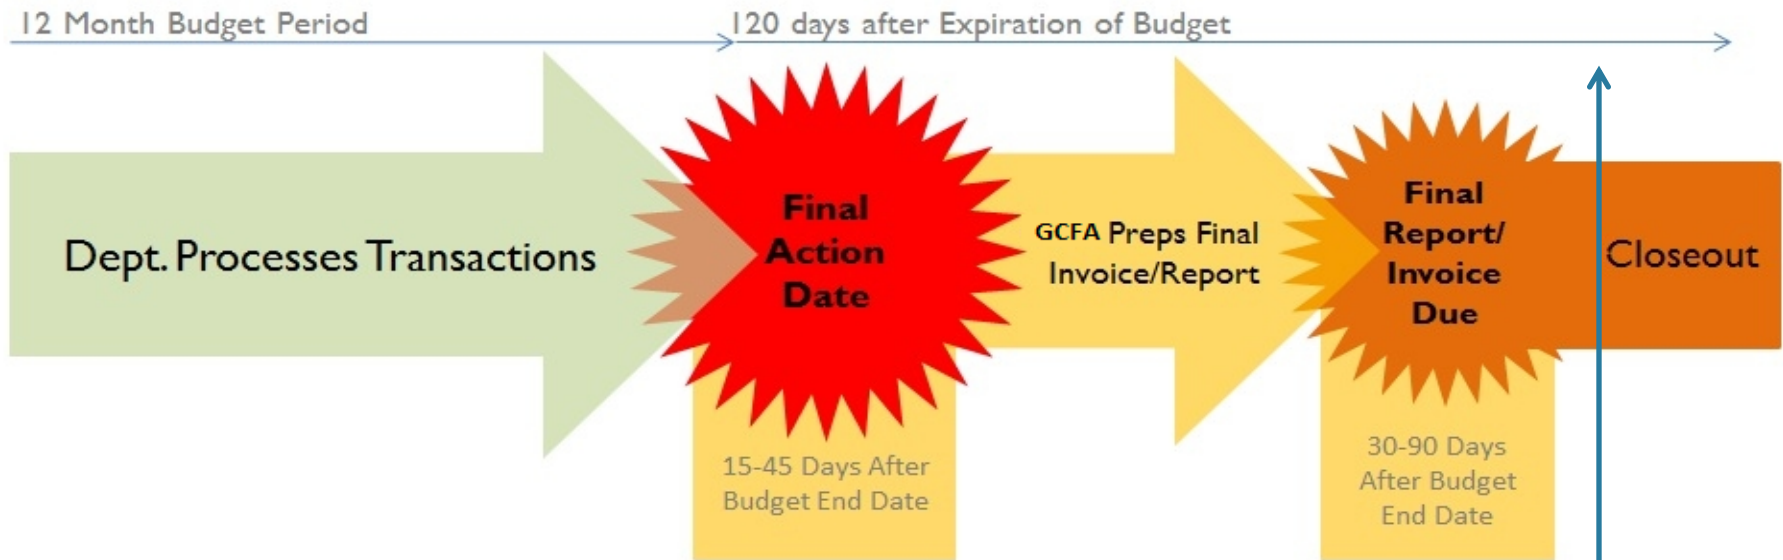 12 Month Budget Period
120 days after Expiration of Budget
Dept. Processes Transactions
Final
Action
Date
GCFA Preps Final
Invoice/Report
Final
Report/
Invoice
Due
Closeout
15-45 Days After
Budget End Date
30-90 Days
After Budget
End Date